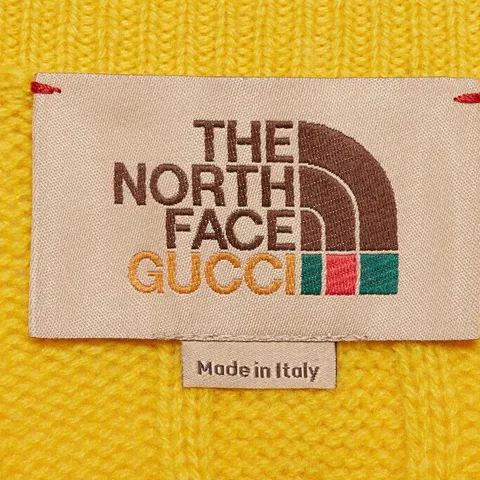 THE
NORTH
FACE
GUCCI
Made in Italy